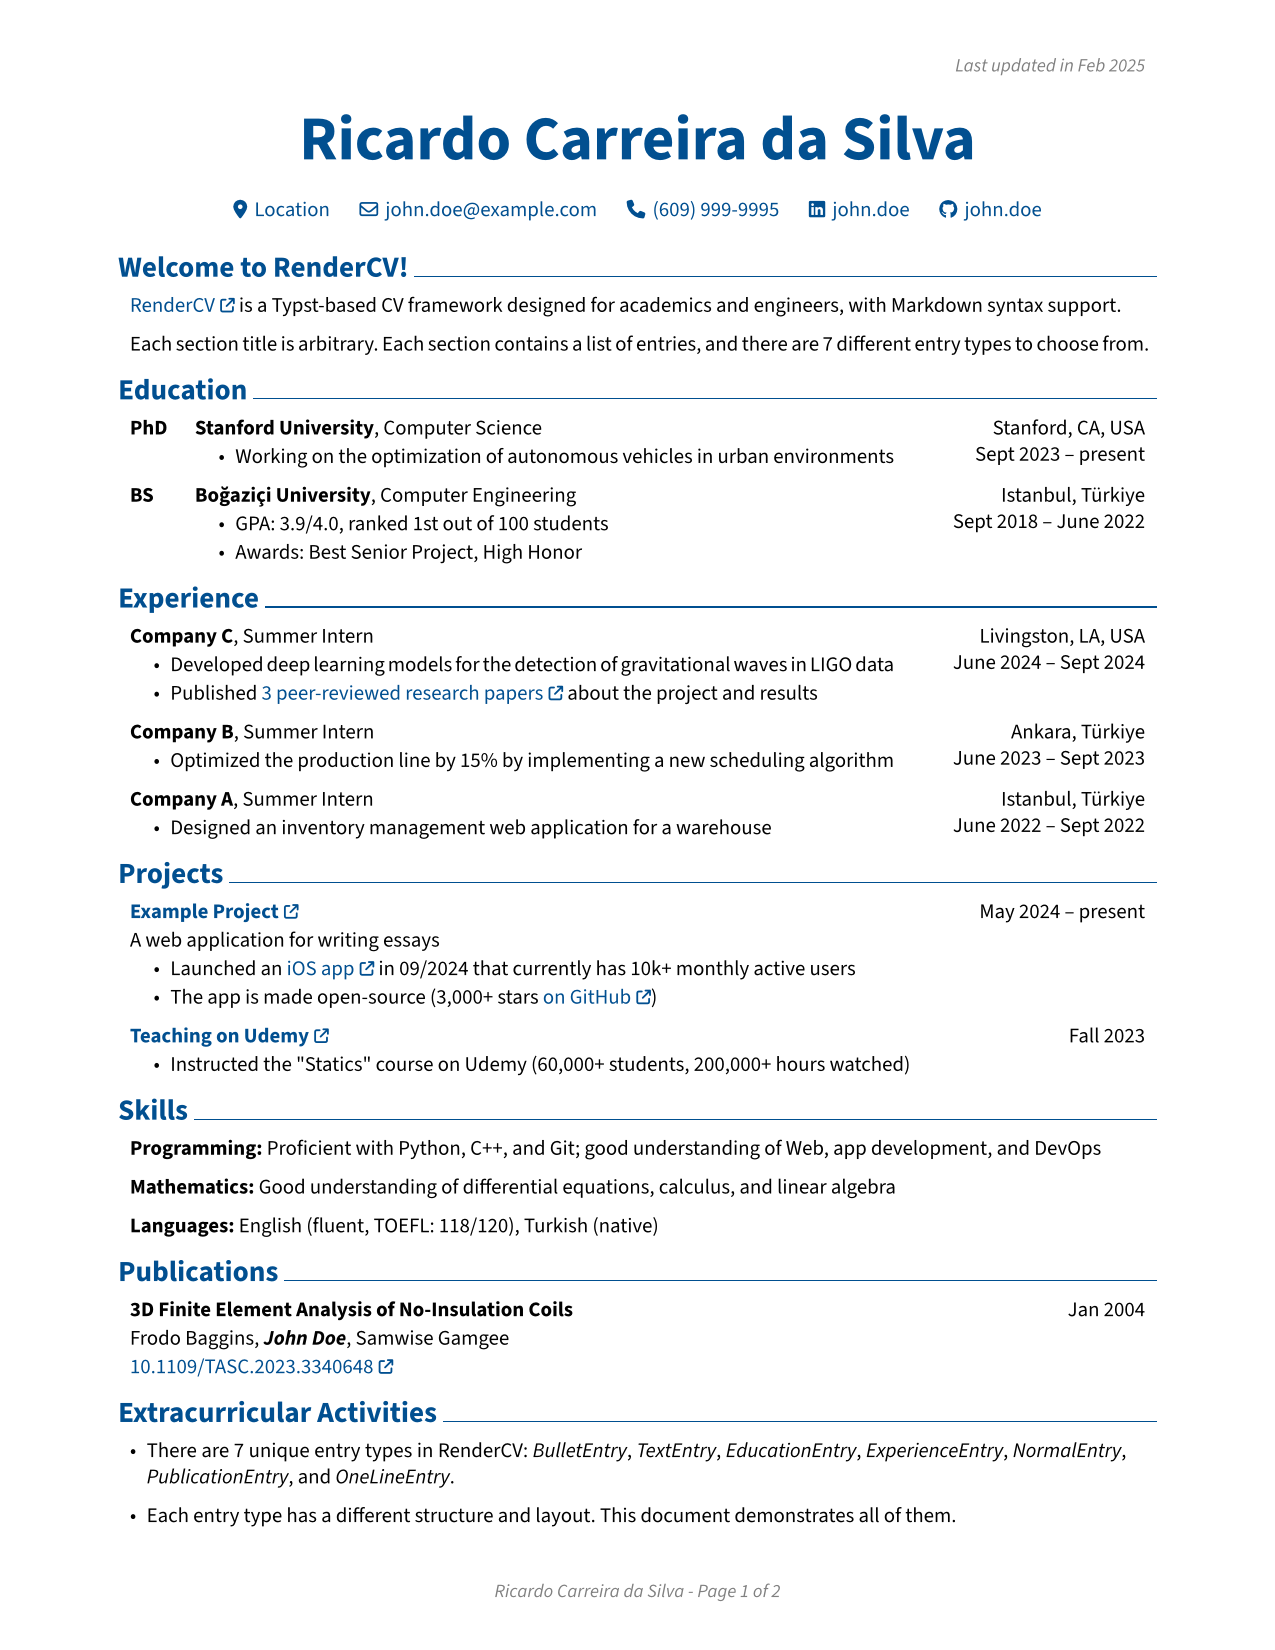 Last updated in Feb 2025
Ricardo Carreira da Silva
Location john.doe@example.com (609) 999-9995 john.doe john.doe
Welcome to RenderCV!
RenderCV is a Typst-based CV framework designed for academics and engineers, with Markdown syntax support.
Each section title is arbitrary. Each section contains a list of entries, and there are 7 different entry types to choose from.
Education
PhD Stanford University, Computer Science Stanford, CA, USA
• Working on the optimization of autonomous vehicles in urban environments Sept 2023 – present
BS Boğaziçi University, Computer Engineering Istanbul, Türkiye
• GPA: 3.9/4.0, ranked 1st out of 100 students Sept 2018 – June 2022
• Awards: Best Senior Project, High Honor
Experience
Company C, Summer Intern Livingston, LA, USA
• Developed deep learning models for the detection of gravitational waves in LIGO data June 2024 – Sept 2024
• Published 3 peer-reviewed research papers about the project and results
Company B, Summer Intern Ankara, Türkiye
• Optimized the production line by 15% by implementing a new scheduling algorithm June 2023 – Sept 2023
Company A, Summer Intern Istanbul, Türkiye
• Designed an inventory management web application for a warehouse June 2022 – Sept 2022
Projects
Example Project May 2024 – present
A web application for writing essays
• Launched an iOS app in 09/2024 that currently has 10k+ monthly active users
• The app is made open-source (3,000+ stars on GitHub)
Teaching on Udemy Fall 2023
• Instructed the "Statics" course on Udemy (60,000+ students, 200,000+ hours watched)
Skills
Programming: Proficient with Python, C++, and Git; good understanding of Web, app development, and DevOps
Mathematics: Good understanding of differential equations, calculus, and linear algebra
Languages: English (fluent, TOEFL: 118/120), Turkish (native)
Publications
3D Finite Element Analysis of No-Insulation Coils Jan 2004
Frodo Baggins, John Doe, Samwise Gamgee
10.1109/TASC.2023.3340648
Extracurricular Activities
• There are 7 unique entry types in RenderCV: BulletEntry, TextEntry, EducationEntry, ExperienceEntry, NormalEntry,
PublicationEntry, and OneLineEntry.
• Each entry type has a different structure and layout. This document demonstrates all of them.
Ricardo Carreira da Silva - Page 1 of 2